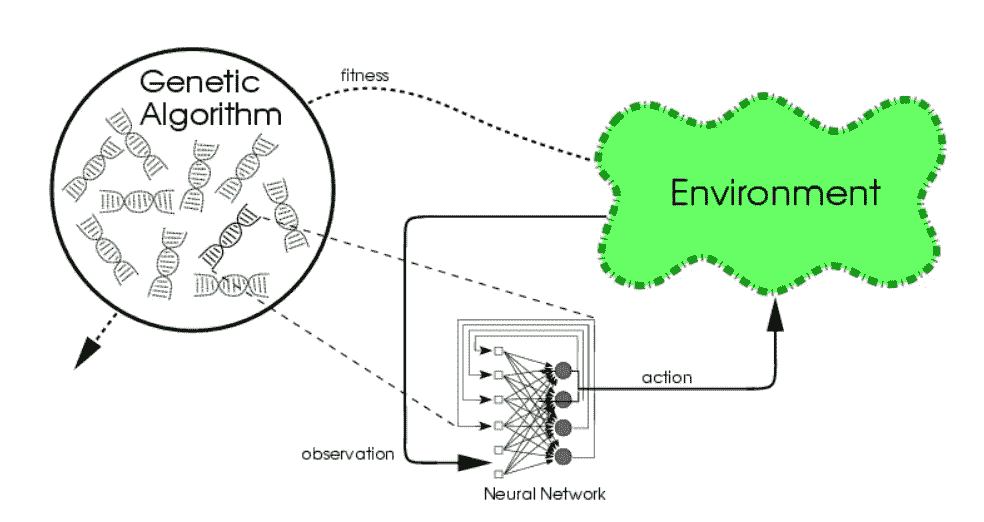 Genetic
Algorithm
fitness
Environment
action
observation
Neural Network